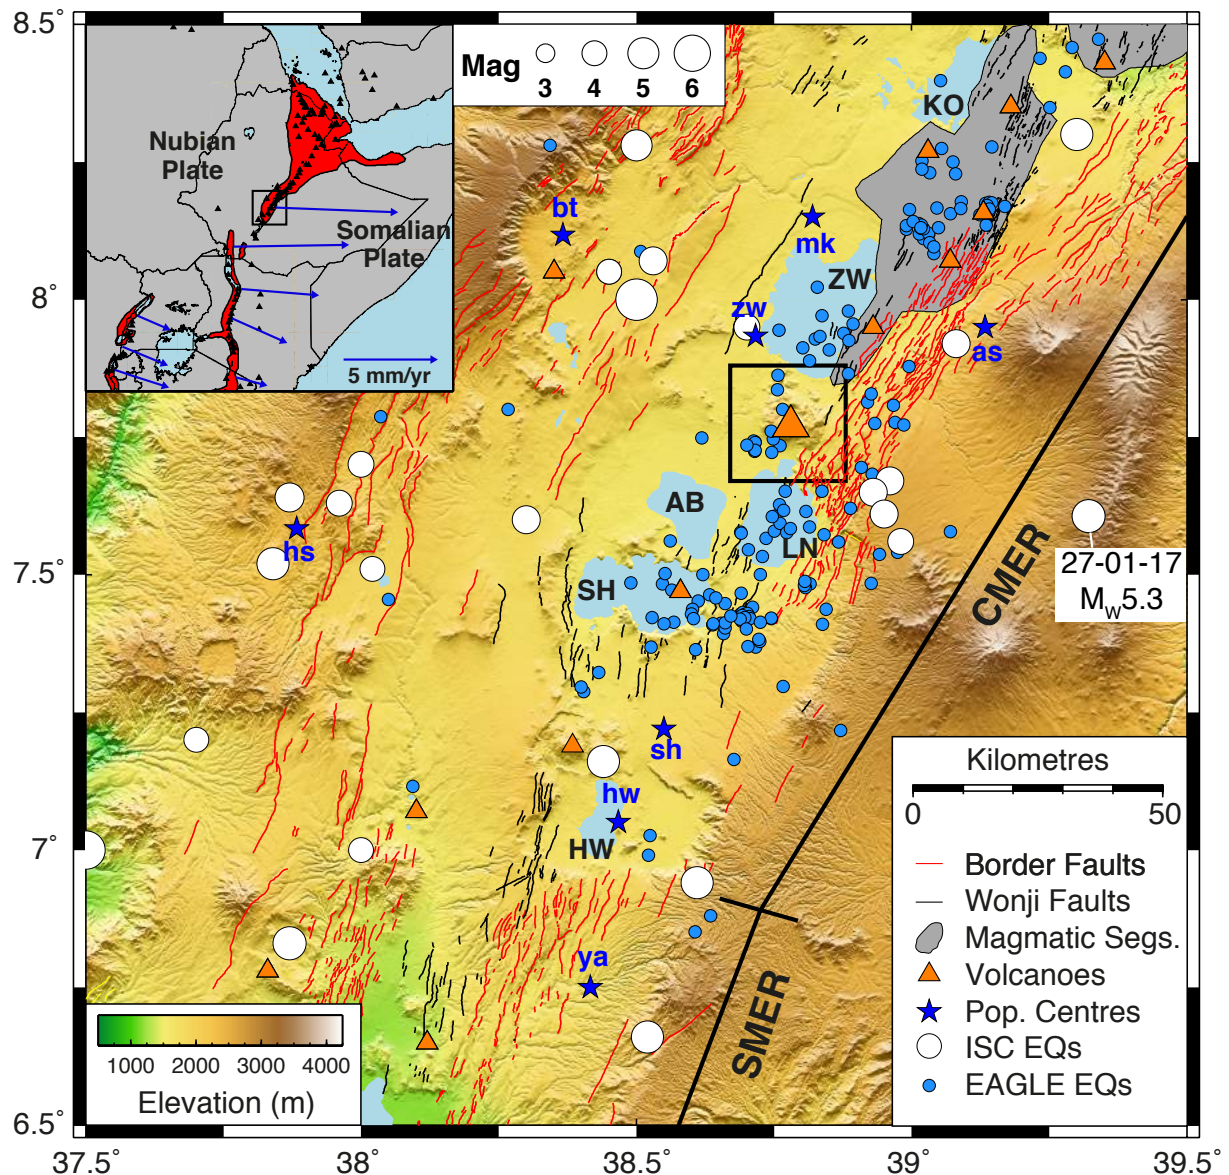 8.5°
8°
7.5°
7°
6.5°
37.5°
38°
38.5°
39°
39.5°
Nubian
Plate
Somalian
Plate
5 mm/yr
Mag
3
4
5
6
KO
bt
mk
ZW
zw
as
AB
LN
hs
SH
CMER
27-01-17
MW5.3
sh
hw
HW
ya
SMER
Kilometres
0
50
Border Faults
Wonji Faults
Magmatic Segs.
Volcanoes
Pop. Centres
ISC EQs
EAGLE EQs
1000 2000 3000 4000
Elevation (m)